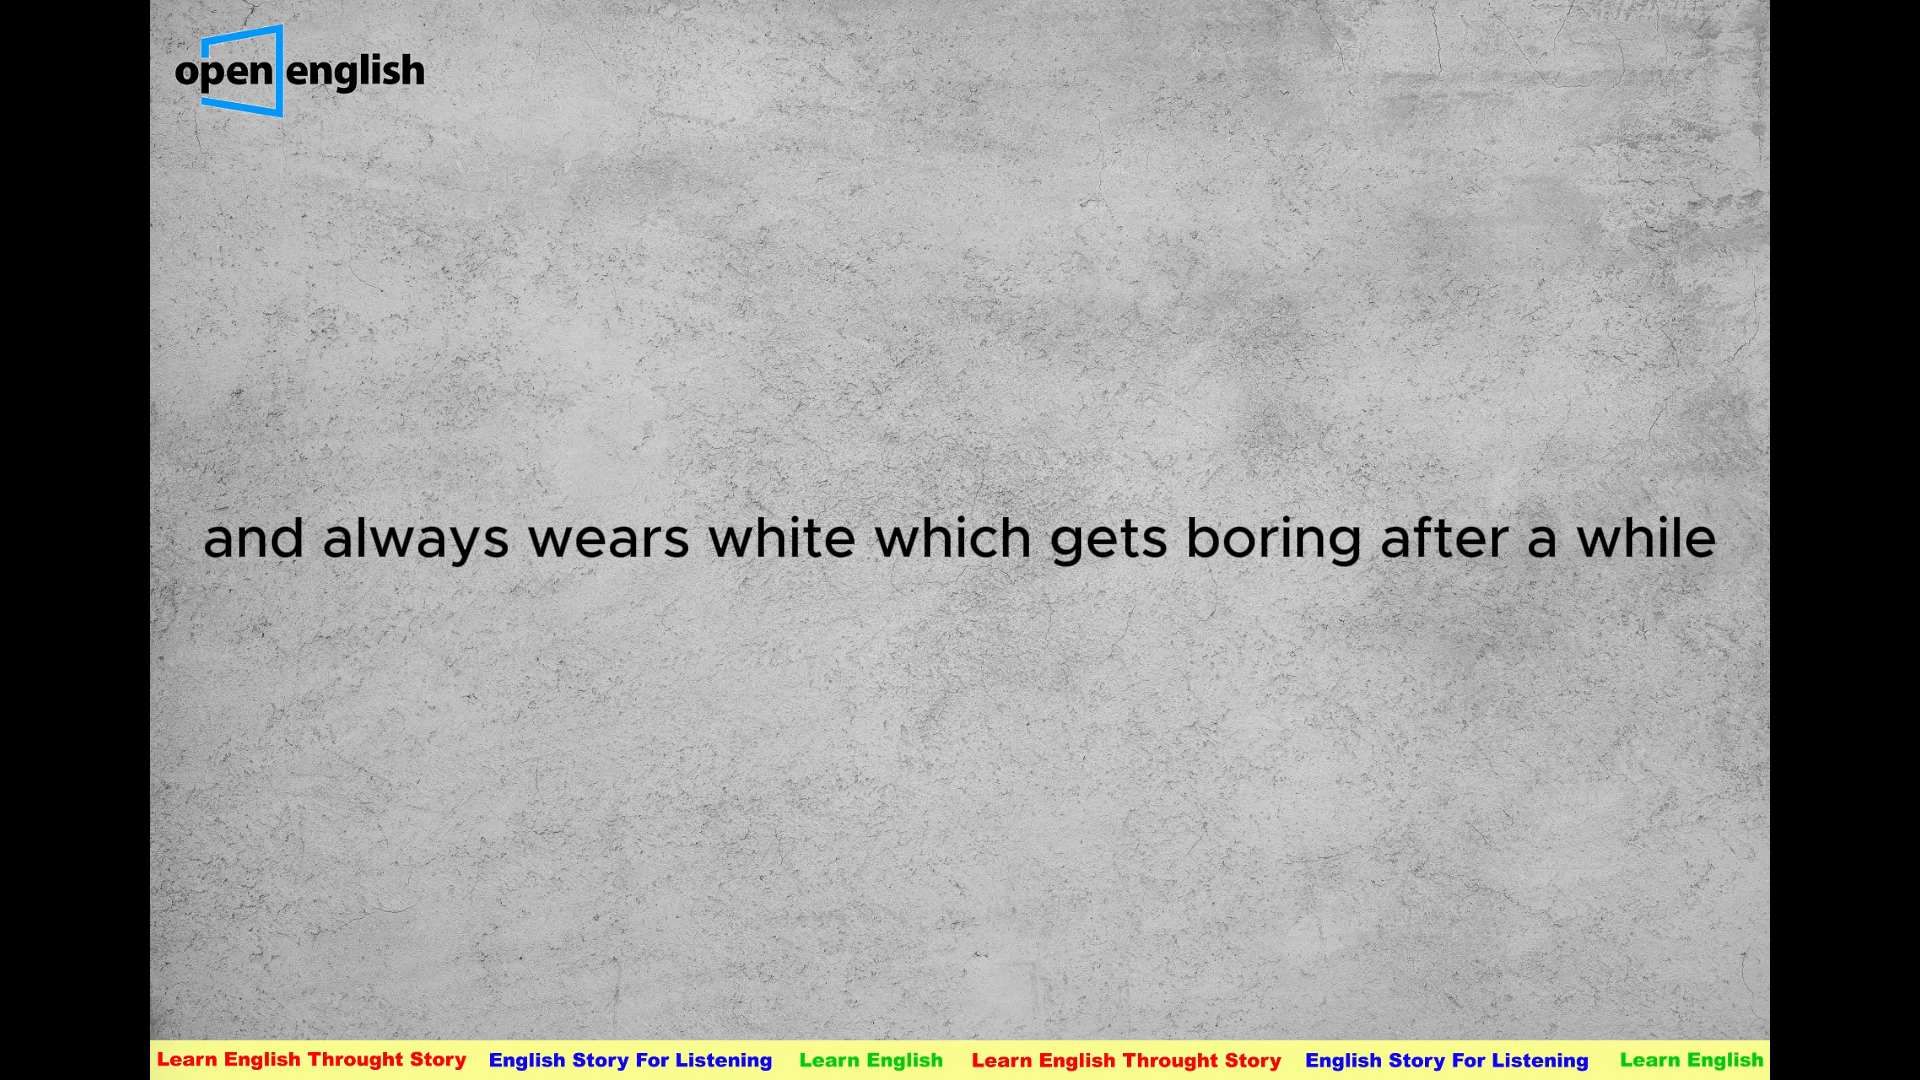 open english
and always wears white which gets boring after a while
Learn English Throught Story English Story For Listening Learn English Learn English Throught Story English Story For Listening Learn English